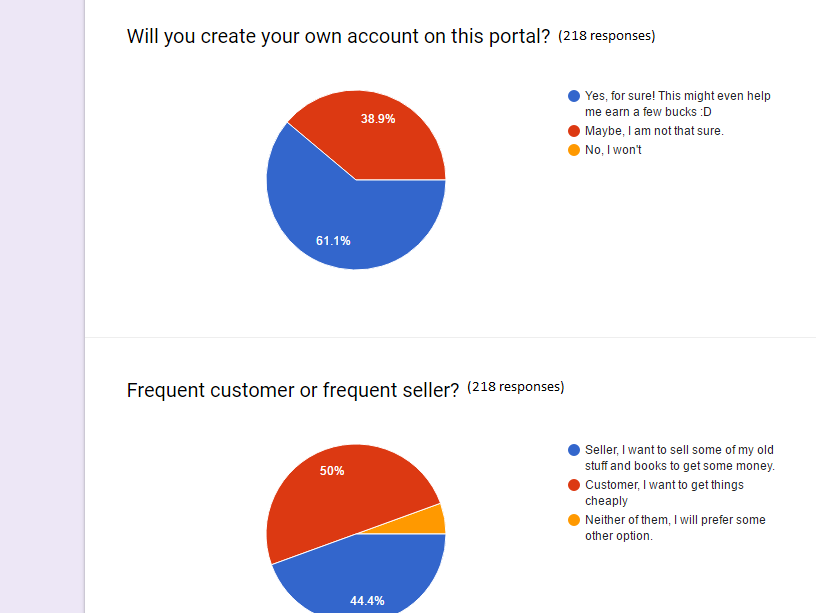 Will you create your own account on this portal? (218 responses)
Yes, for sure! This might even help
me earn a few bucks :D
Maybe, I am not that sure.
No, I won't
38.9%
61.1%
Frequent customer or frequent seller? (218 responses)
Seller, I want to sell some of my old
stuff and books to get some money.
Customer, I want to get things
cheaply
Neither of them, I will prefer some
other option.
50%
44.4%